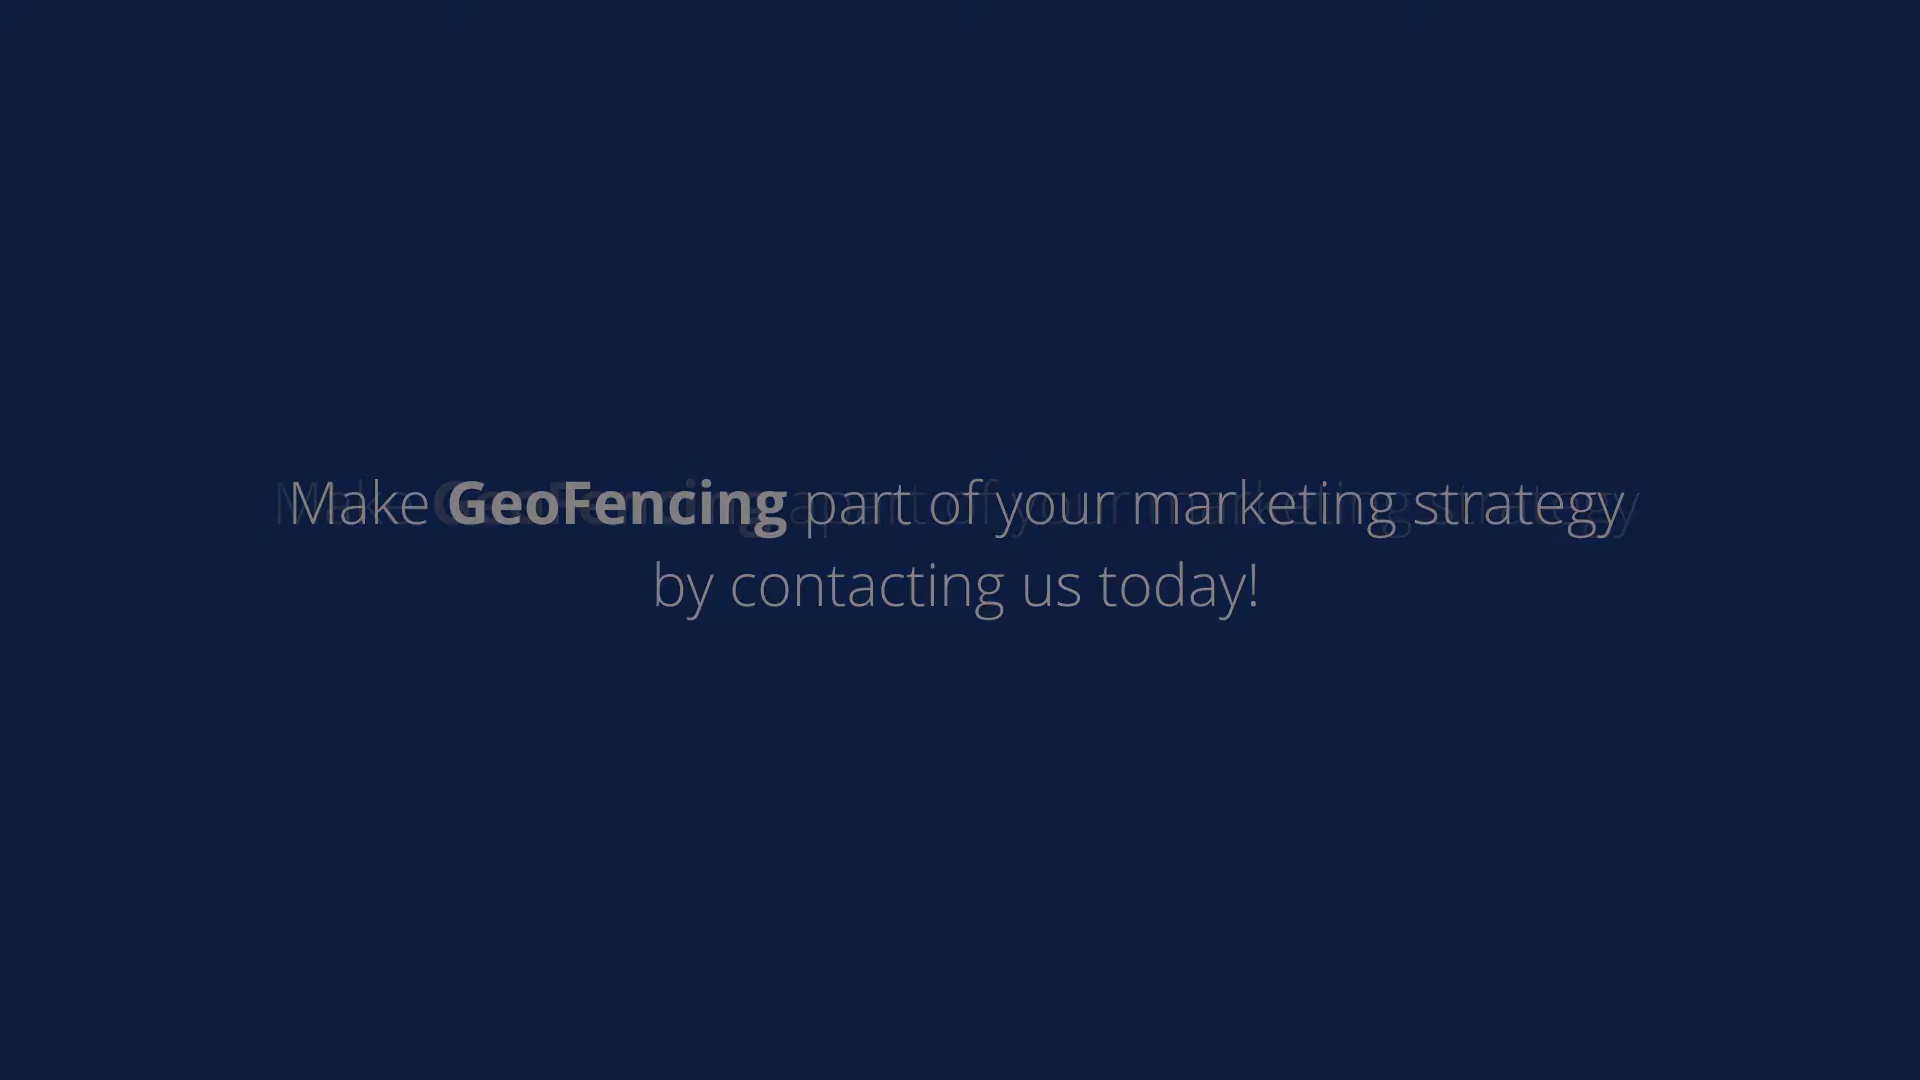 Make GeoFencing part of your marketing strategy
by contacting us today!